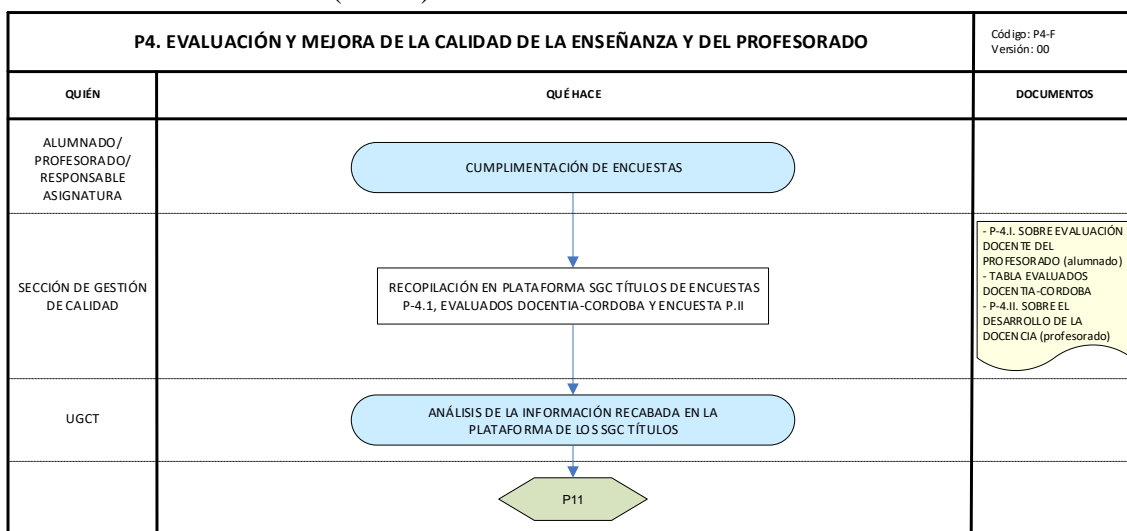 P4. EVALUACIÓN Y MEJORA DE LA CALIDAD DE LA ENSEÑANZA Y DEL PROFESORADO
Código: P4-F
Versión: 00
QUIÉN
QUÉ HACE
DOCUMENTOS
ALUMNADO/
PROFESORADO/
RESPONSABLE
ASIGNATURA
CUMPLIMENTACIÓN DE ENCUESTAS
SECCIÓN DE GESTIÓN
DE CALIDAD
RECOPILACIÓN EN PLATAFORMA SGC TÍTULOS DE ENCUESTAS
P-4.1, EVALUADOS DOCENTIA-CORDOBA Y ENCUESTA P.II
- P-4.I. SOBRE EVALUACIÓN
DOCENTE DEL
PROFESORADO (alumnado)
- TABLA EVALUADOS
DOCENTIA-CORDOBA
- P-4.II. SOBRE EL
DESARROLLO DE LA
DOCENCIA (profesorado)
UGCT
ANÁLISIS DE LA INFORMACIÓN RECABADA EN LA
PLATAFORMA DE LOS SGC TÍTULOS
P11